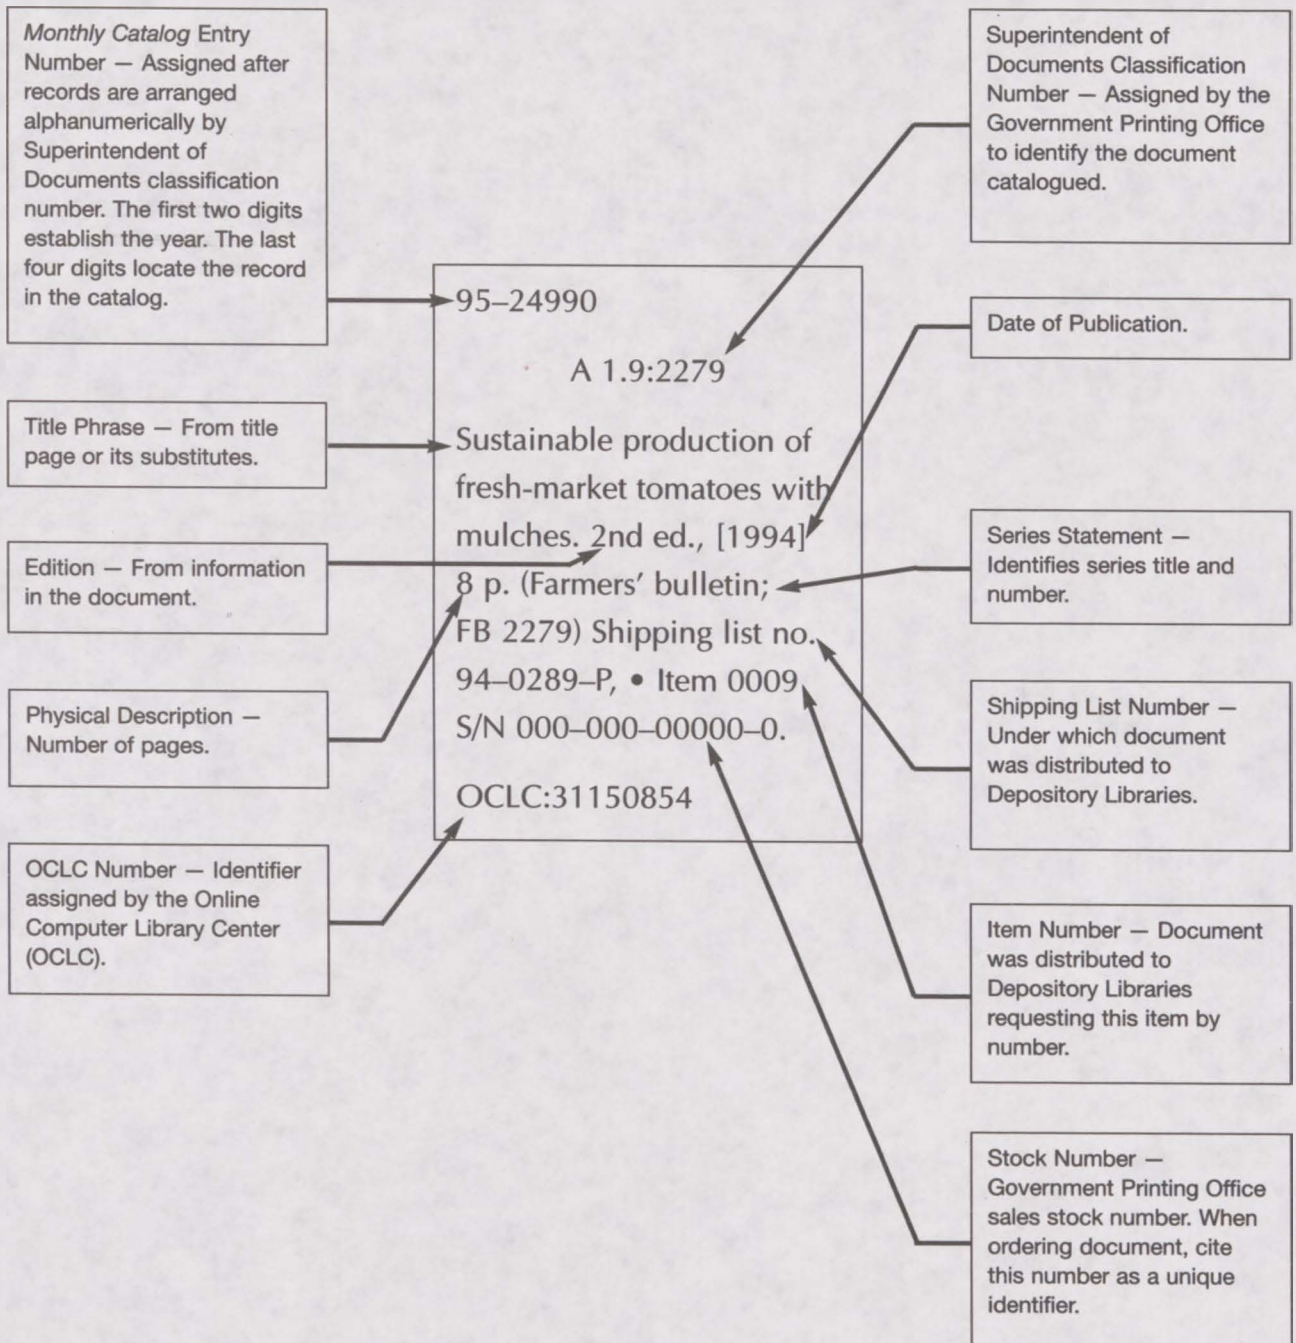 Monthly Catalog Entry
Number — Assigned after
records are arranged
alphanumerically by
Superintendent of
Documents classification
number. The first two digits
establish the year. The last
four digits locate the record
in the catalog.
Title Phrase — From title
page or its substitutes.
Edition — From information
in the document.
Physical Description —
Number of pages.
OCLC Number — Identifier
assigned by the Online
Computer Library Center
(OCLC).
95–24990
A 1.9:2279
Sustainable production of
fresh-market tomatoes with
mulches. 2nd ed., [1994]
8 p. (Farmers' bulletin;
FB 2279) Shipping list no.
94–0289–P, • Item 0009
S/N 000–000–00000–0.
OCLC:31150854
Superintendent of
Documents Classification
Number — Assigned by the
Government Printing Office
to identify the document
catalogued.
Date of Publication.
Series Statement —
Identifies series title and
number.
Shipping List Number —
Under which document
was distributed to
Depository Libraries.
Item Number — Document
was distributed to
Depository Libraries
requesting this item by
number.
Stock Number —
Government Printing Office
sales stock number. When
ordering document, cite
this number as a unique
identifier.